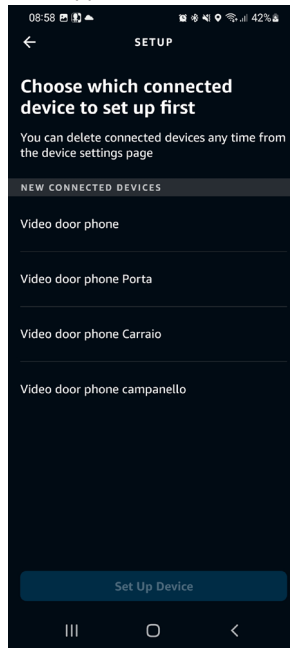 08:58 42%
SETUP
Choose which connected
device to set up first
You can delete connected devices any time from
the device settings page
NEW CONNECTED DEVICES
Video door phone
Video door phone Porta
Video door phone Carraio
Video door phone campanello
Set Up Device